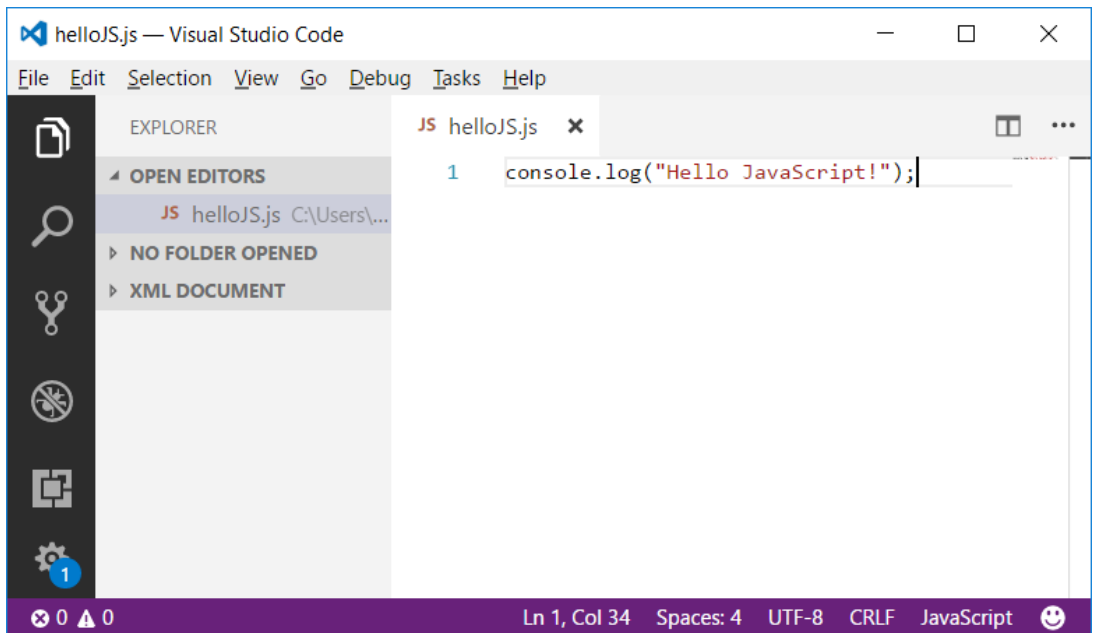 helloJS.js — Visual Studio Code
File Edit Selection View Go Debug Tasks Help
EXPLORER
JS helloJS.js
OPEN EDITORS
JS helloJS.js C:\Users\...
NO FOLDER OPENED
XML DOCUMENT
1 console.log("Hello JavaScript!");
1
0 0 Ln 1, Col 34 Spaces: 4 UTF-8 CRLF JavaScript